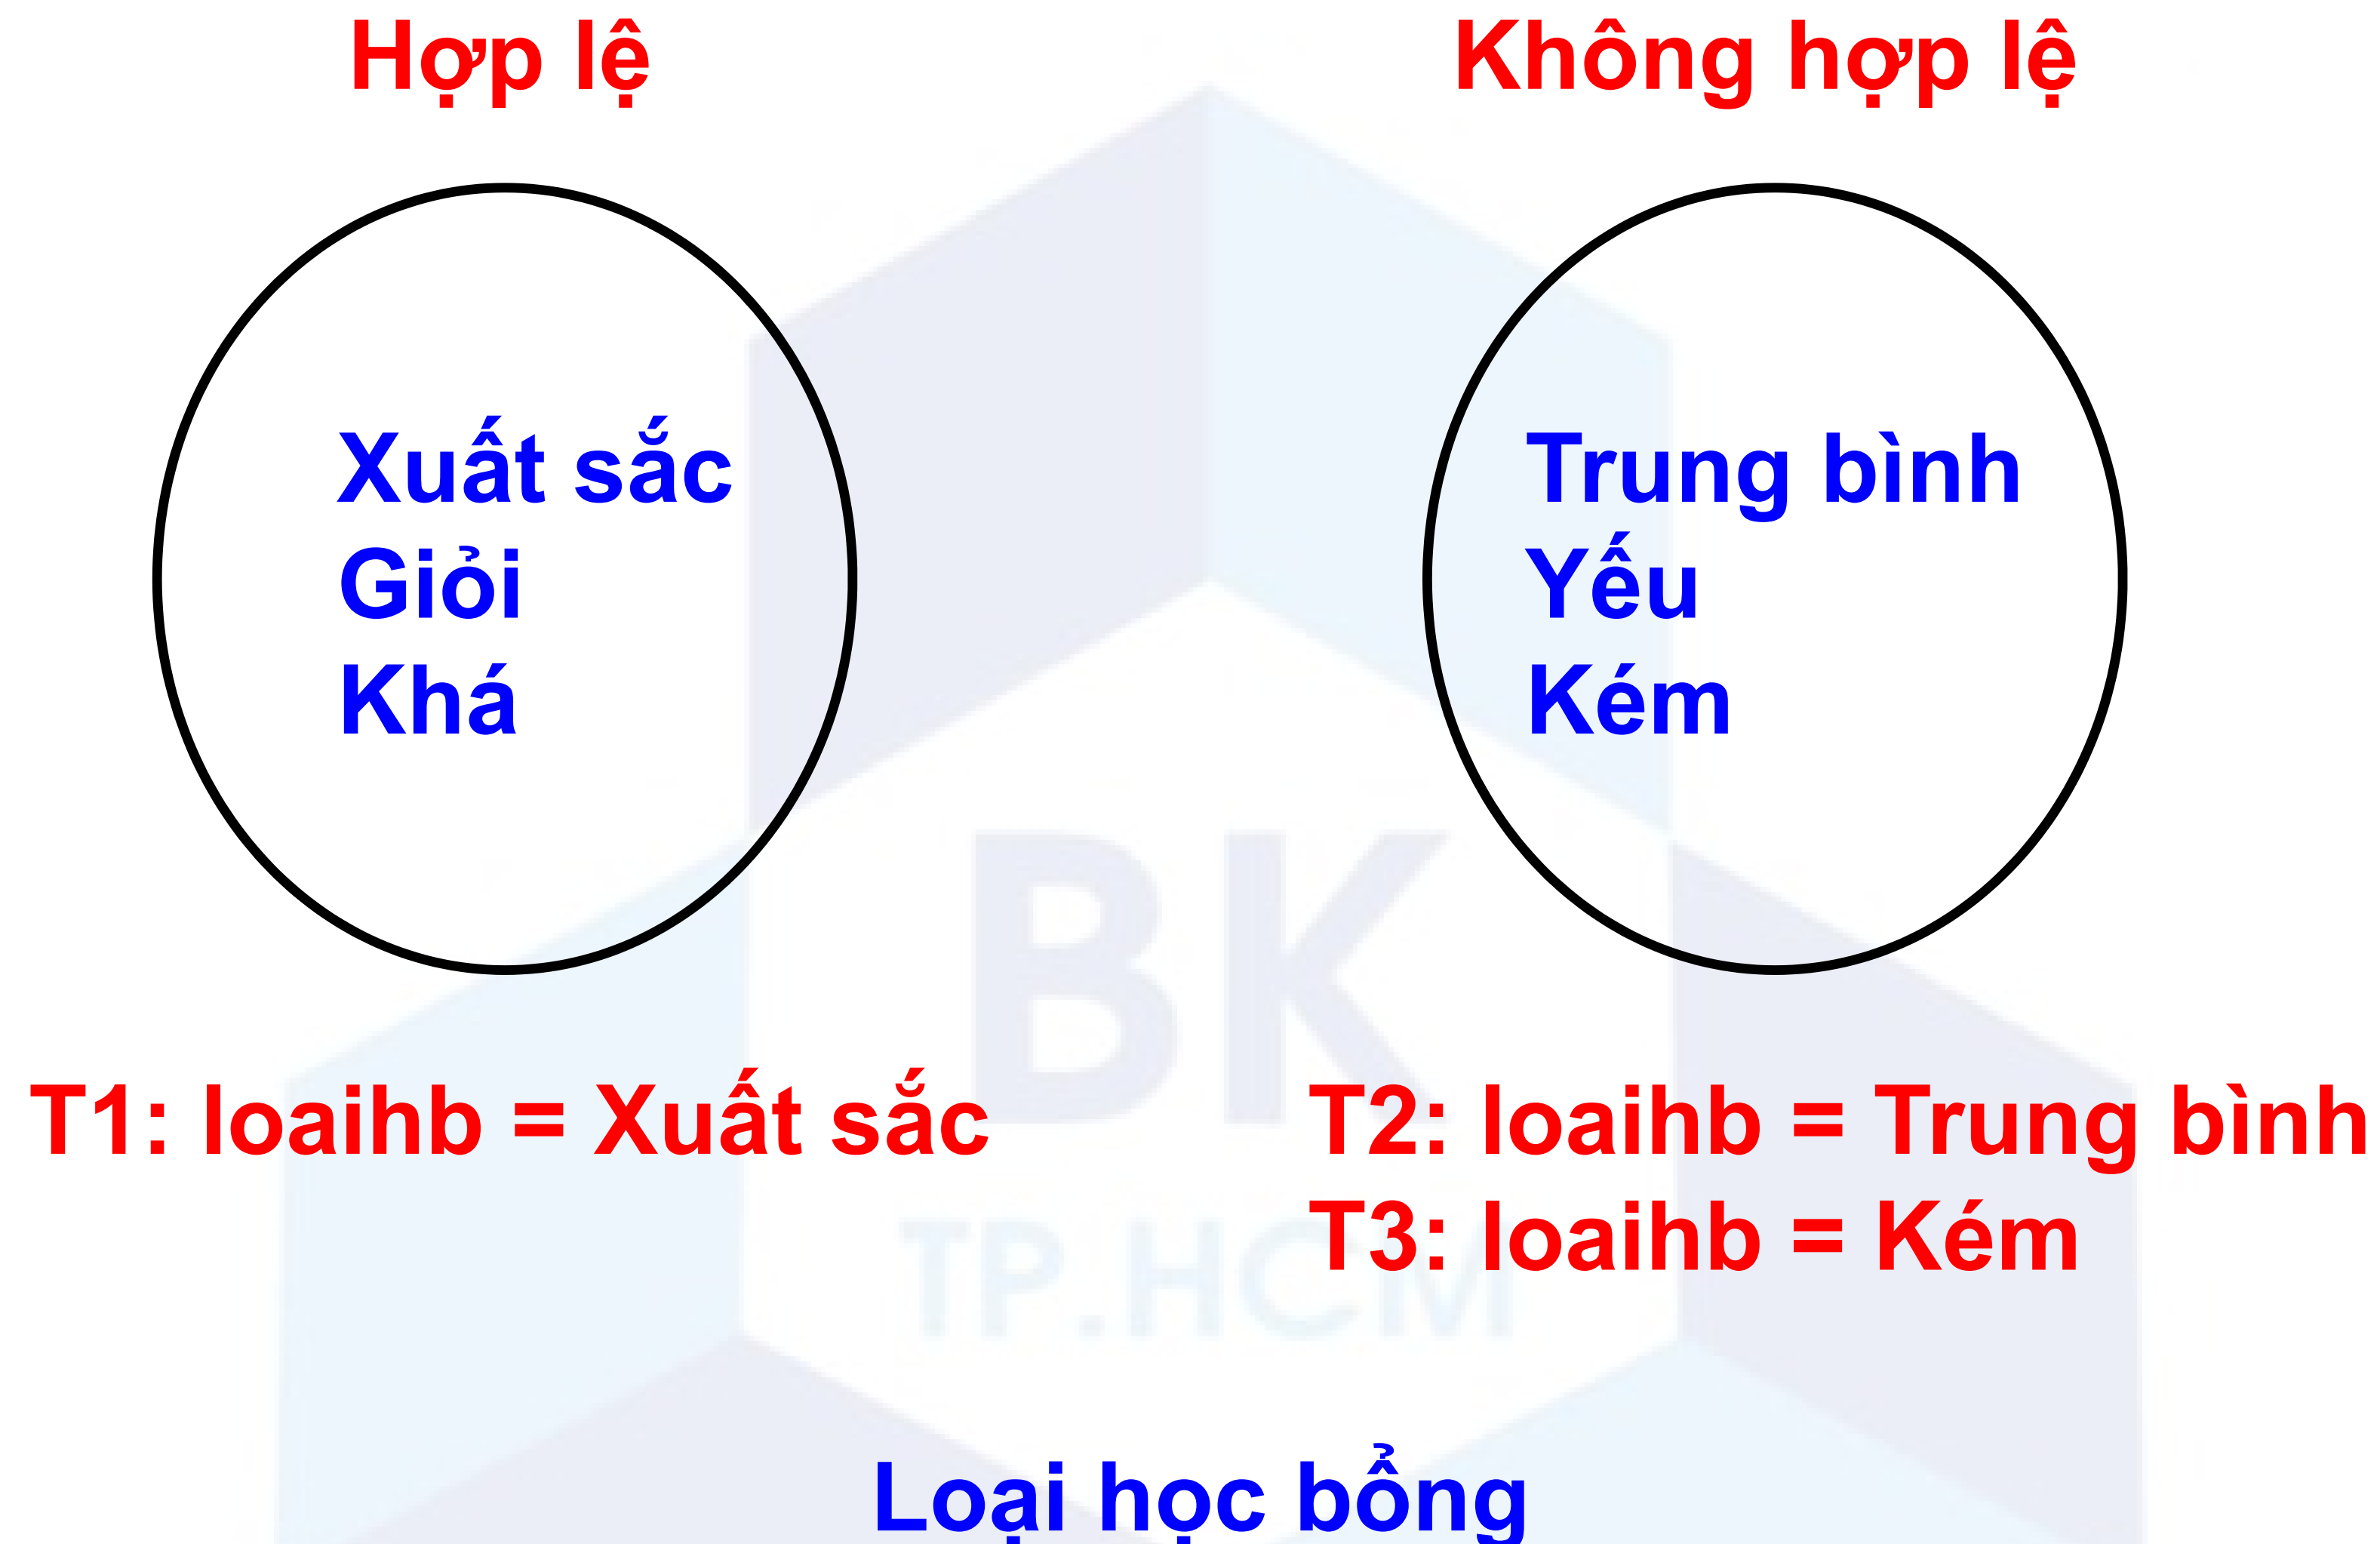 Hợp lệ
Không hợp lệ
Xuất sắc
Giỏi
Khá
Trung bình
Yếu
Kém
T1: loaihb = Xuất sắc
T2: loaihb = Trung bình
T3: loaihb = Kém
BK
TP.HCM
Loại học bổng